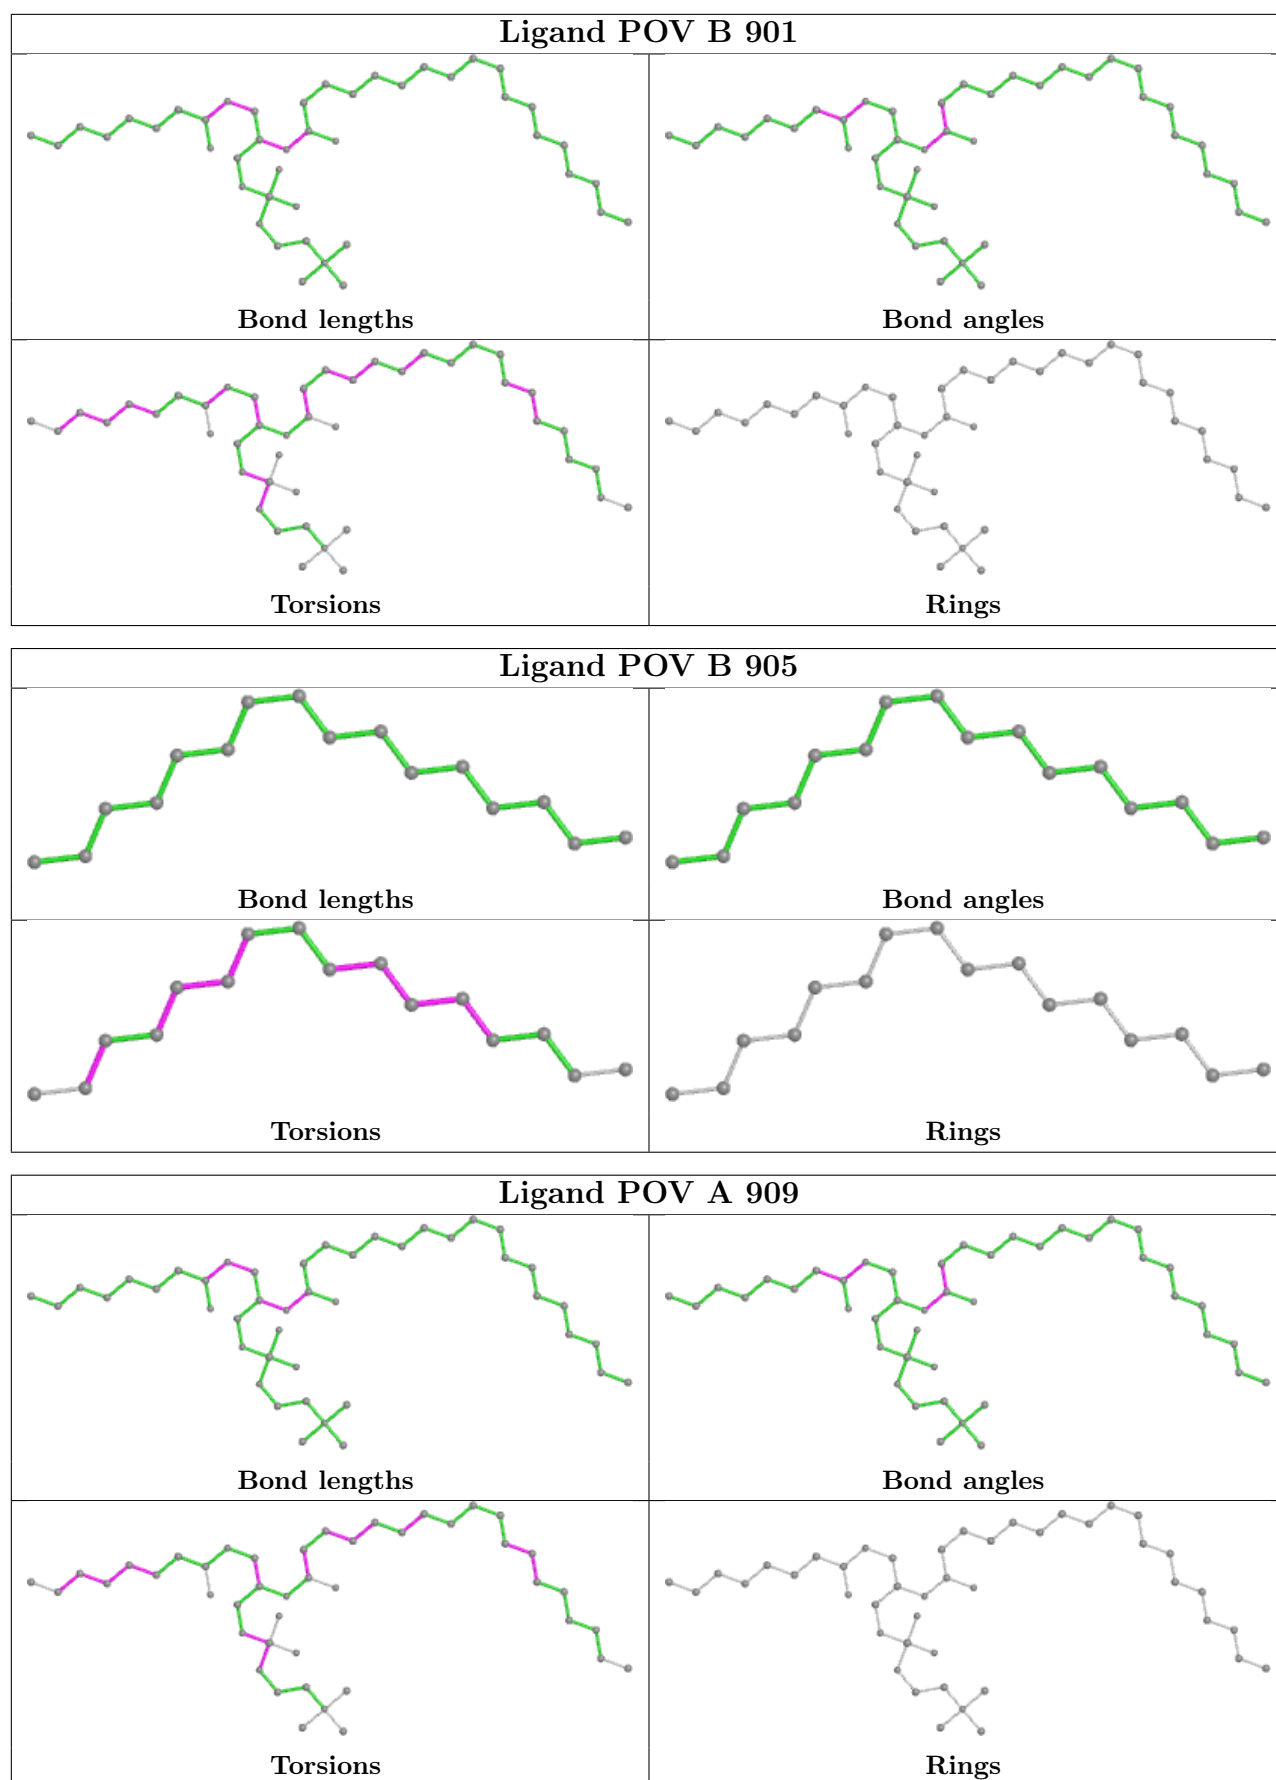 Ligand POV B 901
Bond lengths
Bond angles
Torsions
Rings
Ligand POV B 905
Bond lengths
Bond angles
Torsions
Rings
Ligand POV A 909
Bond lengths
Bond angles
Torsions
Rings